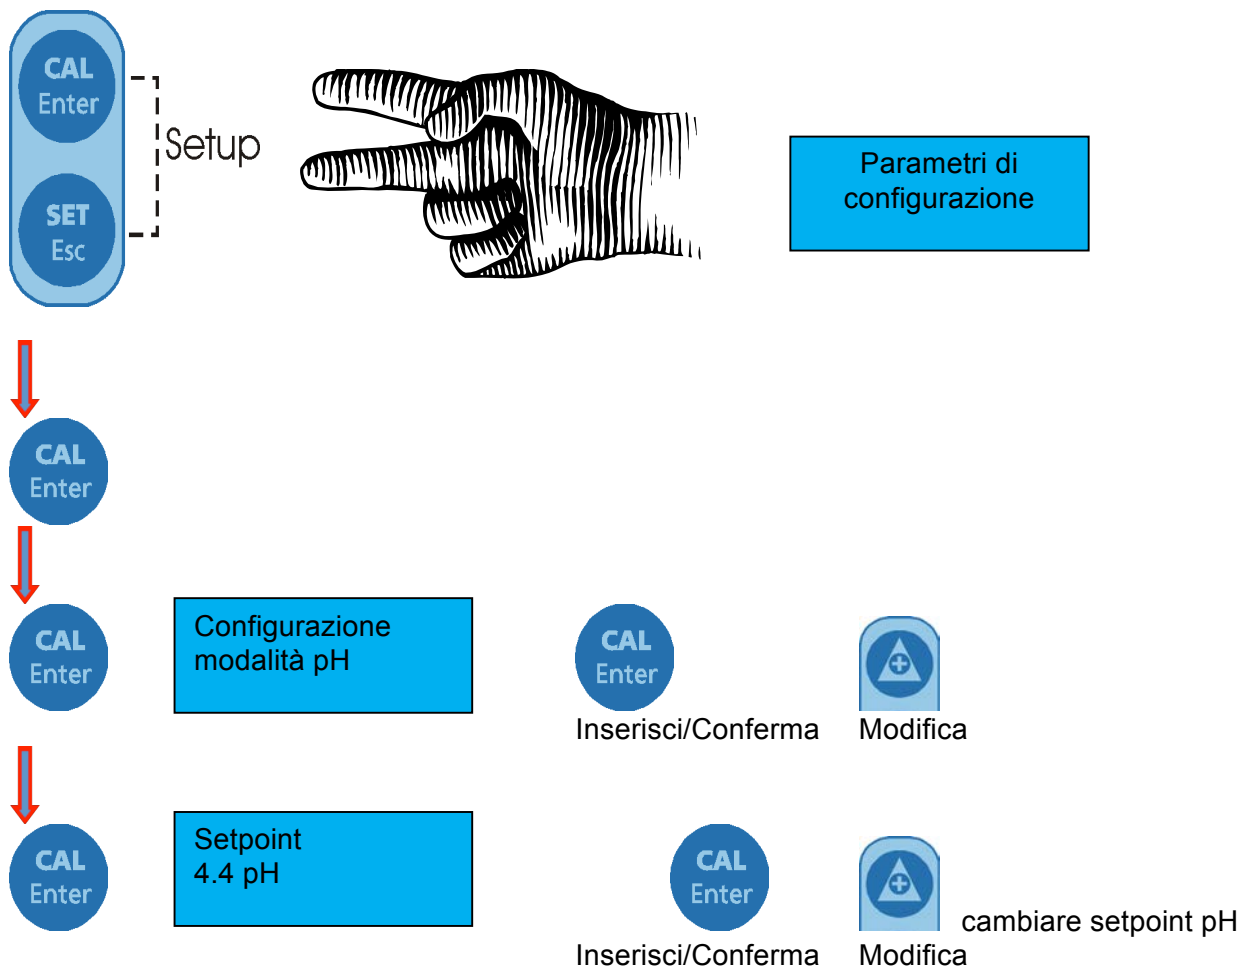 CAL
Enter
Setup
SET
Esc
Parametri di
configurazione
CAL
Enter
CAL
Enter
Configurazione
modalità pH
CAL
Enter
Inserisci/Conferma
Modifica
CAL
Enter
Setpoint
4.4 pH
CAL
Enter
cambiare setpoint pH
Inserisci/Conferma
Modifica